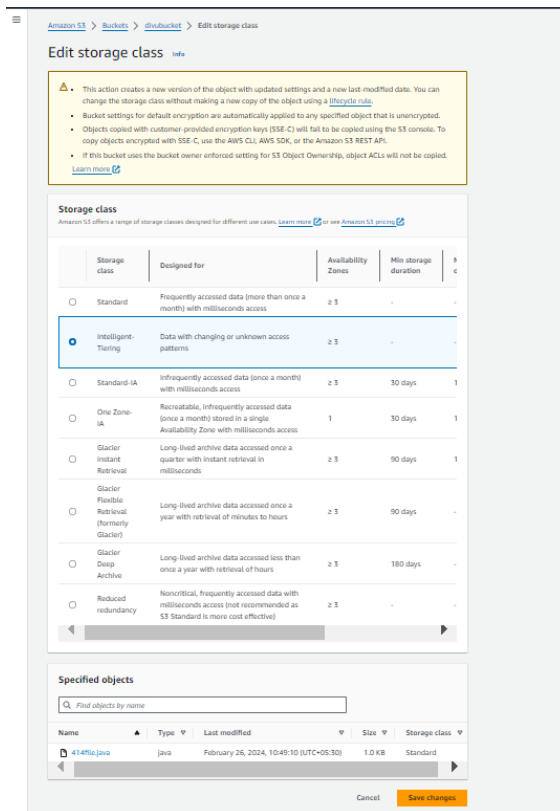 Amazon S3 > Buckets > divubucket > Edit storage class
Edit storage class Info
This action creates a new version of the object with updated settings and a new last-modified date. You can
change the storage class without making a new copy of the object using a lifecycle rule.
Bucket settings for default encryption are automatically applied to any specified object that is unencrypted.
Objects copied with customer-provided encryption keys (SSE-C) will fail to be copied using the S3 console. To
copy objects encrypted with SSE-C, use the AWS CLI, AWS SDK, or the Amazon S3 REST API.
If this bucket uses the bucket owner enforced setting for S3 Object Ownership, object ACLs will not be copied.
Learn more
Storage class
Amazon S3 offers a range of storage classes designed for different use cases. Learn more or see Amazon S3 pricing
Storage Availability Min storage
class Designed for Zones duration
Standard Frequently accessed data (more than once a
month) with milliseconds access ≥ 3 - -
Intelligent-
Tiering Data with changing or unknown access
patterns ≥ 3 - -
Standard-IA Infrequently accessed data (once a month)
with milliseconds access ≥ 3 30 days 1
One Zone-
IA Recreatable, infrequently accessed data
(once a month) stored in a single
Availability Zone with milliseconds access 1 30 days 1
Glacier
Instant
Retrieval Long-lived archive data accessed once a
quarter with instant retrieval in
milliseconds ≥ 3 90 days 1
Glacier
Flexible
Retrieval
(formerly
Glacier) Long-lived archive data accessed once a
year with retrieval of minutes to hours ≥ 3 90 days -
Glacier
Deep
Archive Long-lived archive data accessed less than
once a year with retrieval of hours ≥ 3 180 days -
Reduced
redundancy Noncritical, frequently accessed data with
milliseconds access (not recommended as
S3 Standard is more cost effective) ≥ 3 - -
Specified objects
Find objects by name
Name Type Last modified Size Storage class
414file.java java February 26, 2024, 10:49:10 (UTC+05:30) 1.0 KB Standard
Cancel Save changes